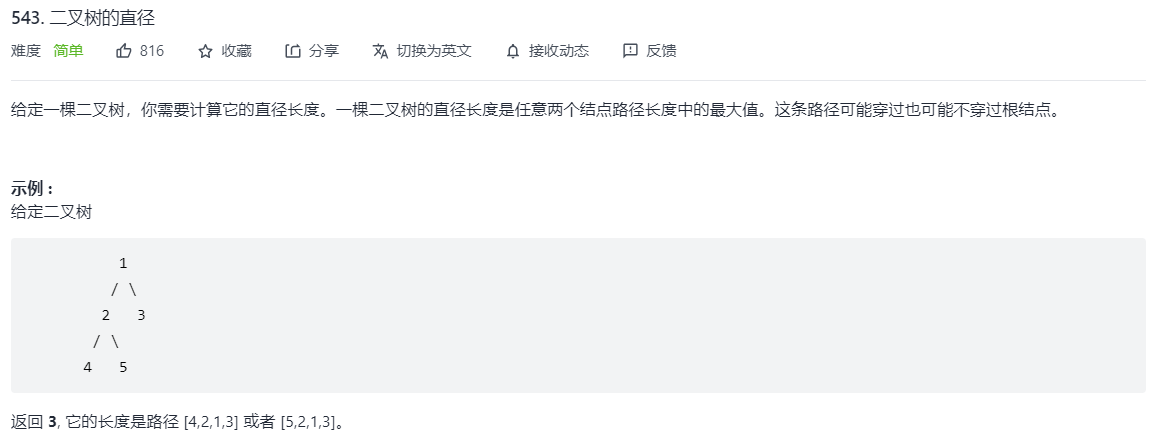 543. 二叉树的直径
难度 简单 816 收藏 分享 切换为英文 接收动态 反馈
给定一棵二叉树，你需要计算它的直径长度。一棵二叉树的直径长度是任意两个结点路径长度中的最大值。这条路径可能穿过也可能不穿过根结点。
示例 :
给定二叉树
1
/ \
2 3
/ \
4 5
返回 3, 它的长度是路径 [4,2,1,3] 或者 [5,2,1,3]。